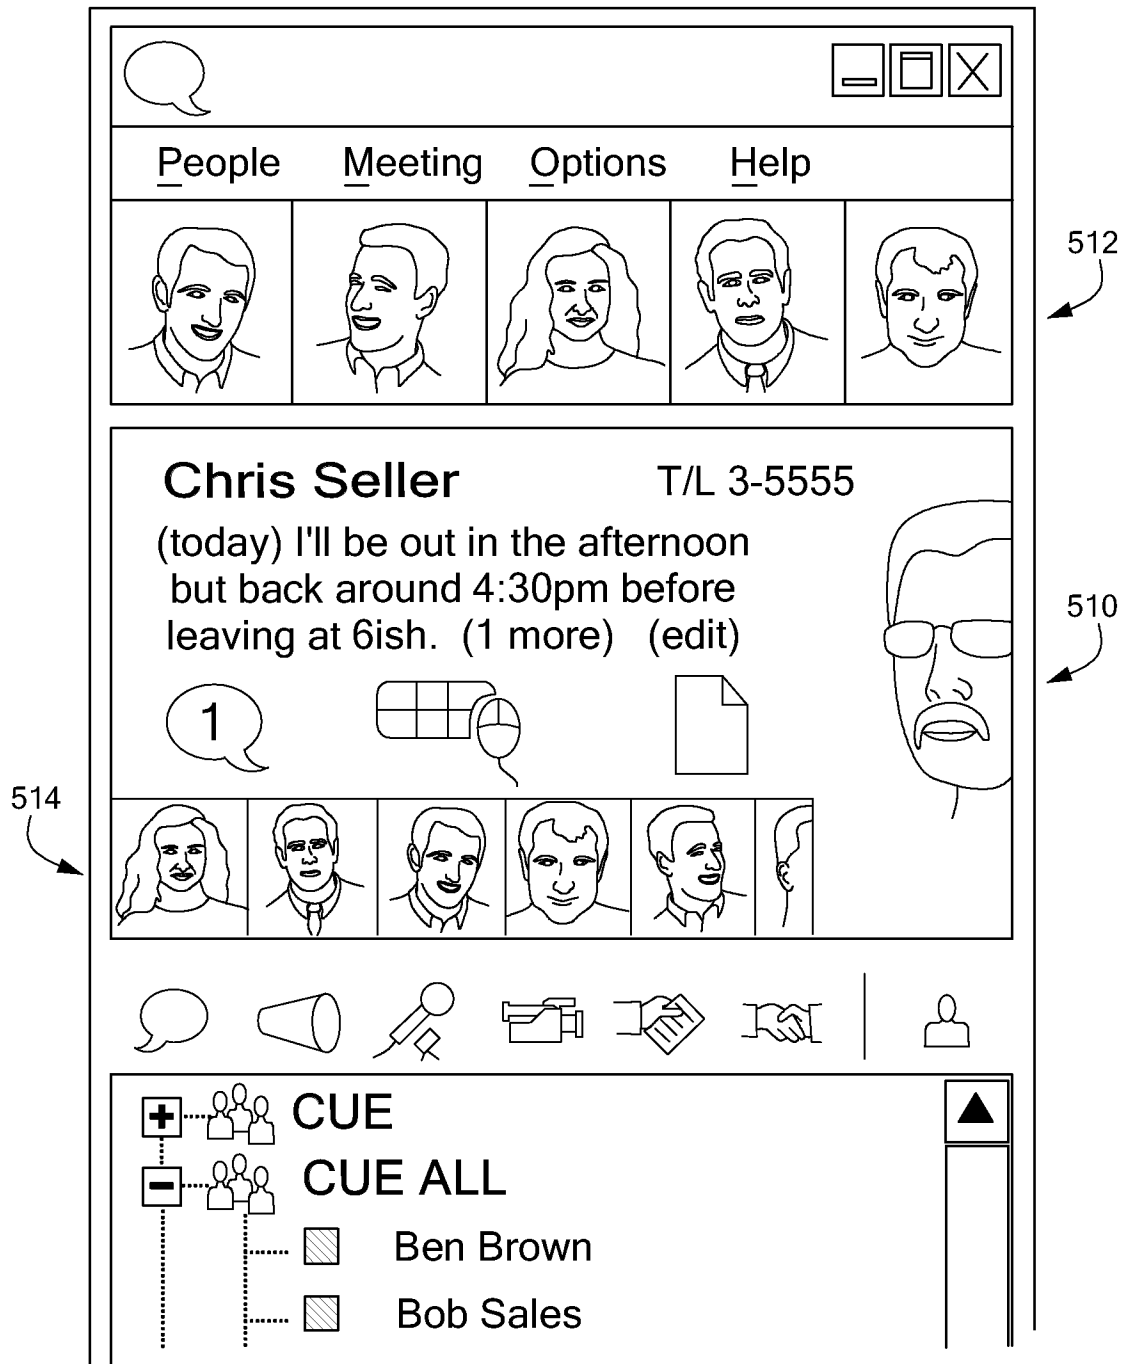 People Meeting Options Help
512
Chris Seller T/L 3-5555
(today) I'll be out in the afternoon
but back around 4:30pm before
leaving at 6ish. (1 more) (edit)
510
1
514
CUE
CUE ALL
Ben Brown
Bob Sales